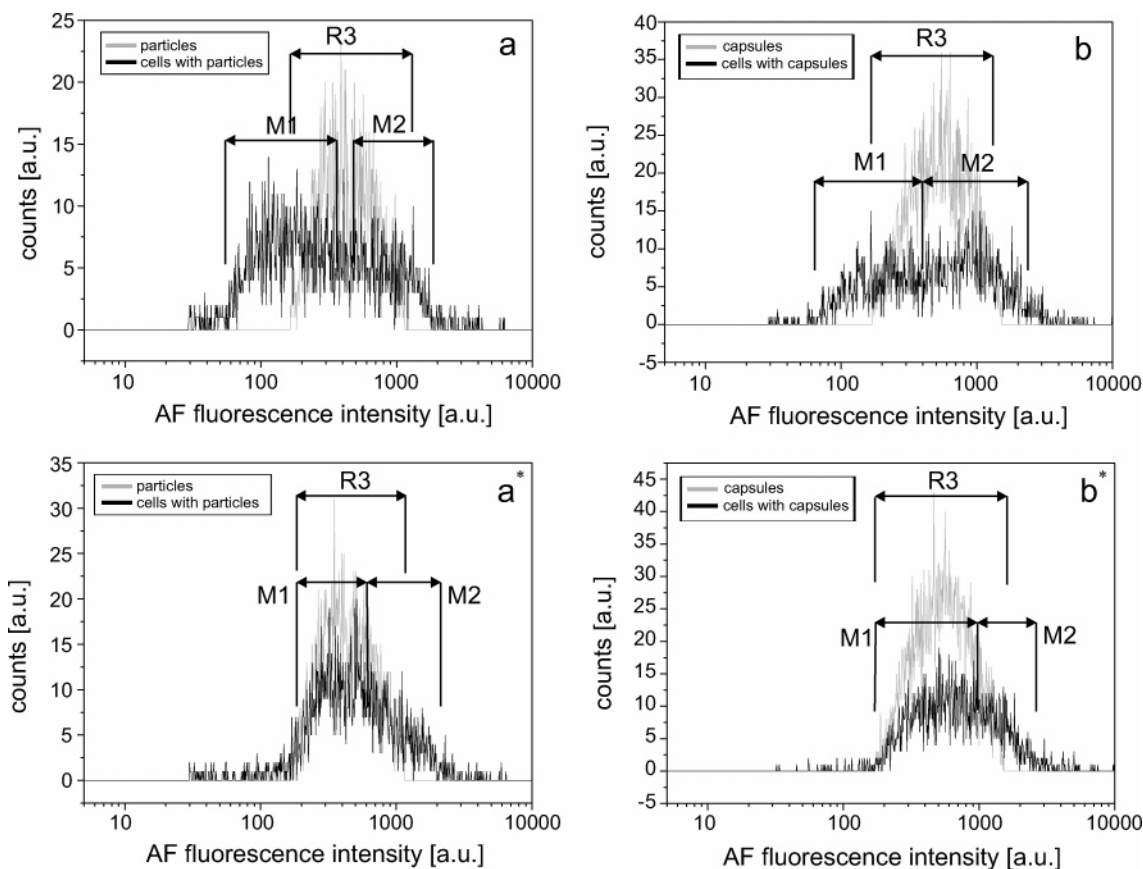 particles
cells with particles
R3
a
M1
M2
counts [a.u.]
25
20
15
10
5
0
10
100
1000
10000
AF fluorescence intensity [a.u.]
capsules
cells with capsules
R3
b
M1
M2
counts [a.u.]
40
35
30
25
20
15
10
5
0
-5
10
100
1000
10000
AF fluorescence intensity [a.u.]
particles
cells with particles
R3
a*
M1
M2
counts [a.u.]
35
30
25
20
15
10
5
0
10
100
1000
10000
AF fluorescence intensity [a.u.]
capsules
cells with capsules
R3
b*
M1
M2
counts [a.u.]
45
40
35
30
25
20
15
10
5
0
-5
10
100
1000
10000
AF fluorescence intensity [a.u.]